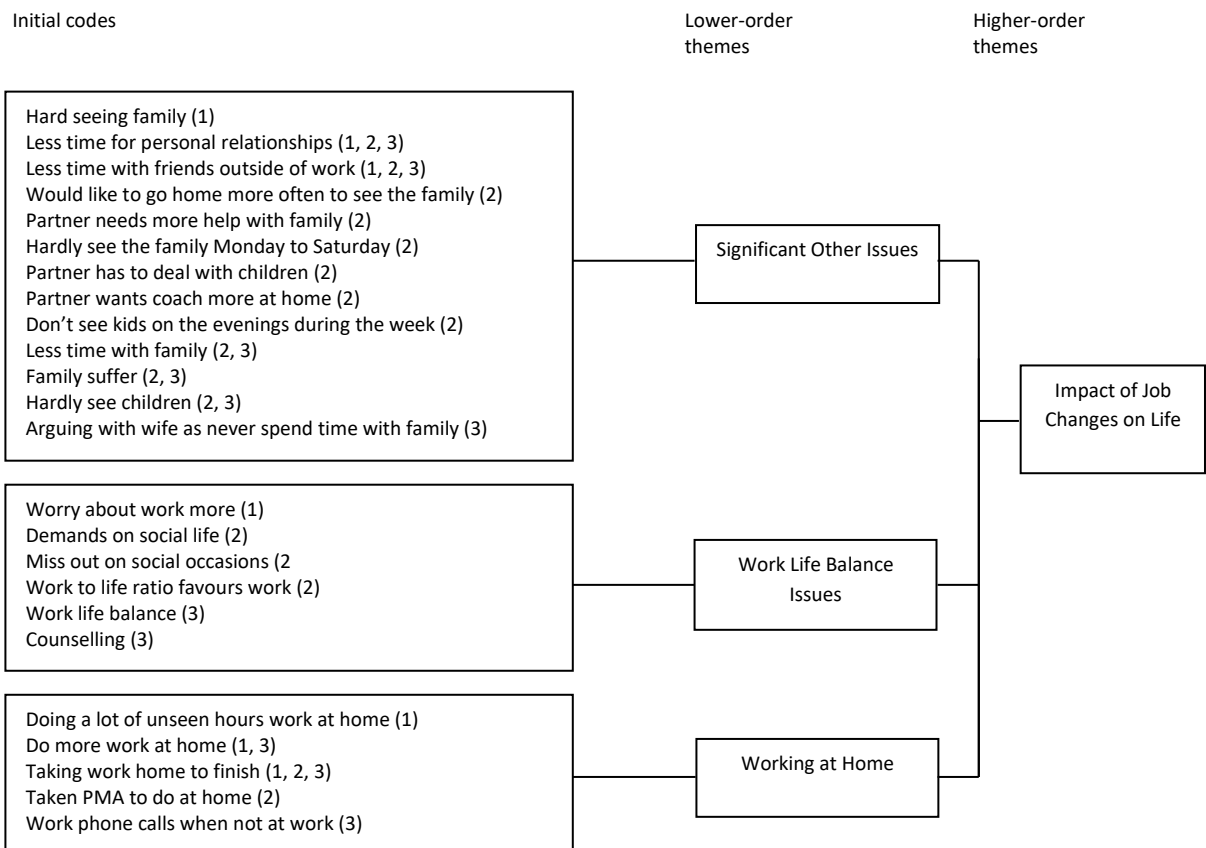 Initial codes
Lower-order
themes
Higher-order
themes
Hard seeing family (1)
Less time for personal relationships (1, 2, 3)
Less time with friends outside of work (1, 2, 3)
Would like to go home more often to see the family (2)
Partner needs more help with family (2)
Hardly see the family Monday to Saturday (2)
Partner has to deal with children (2)
Partner wants coach more at home (2)
Don’t see kids on the evenings during the week (2)
Less time with family (2, 3)
Family suffer (2, 3)
Hardly see children (2, 3)
Arguing with wife as never spend time with family (3)
Significant Other Issues
Impact of Job
Changes on Life
Worry about work more (1)
Demands on social life (2)
Miss out on social occasions (2
Work to life ratio favours work (2)
Work life balance (3)
Counselling (3)
Work Life Balance
Issues
Doing a lot of unseen hours work at home (1)
Do more work at home (1, 3)
Taking work home to finish (1, 2, 3)
Taken PMA to do at home (2)
Work phone calls when not at work (3)
Working at Home